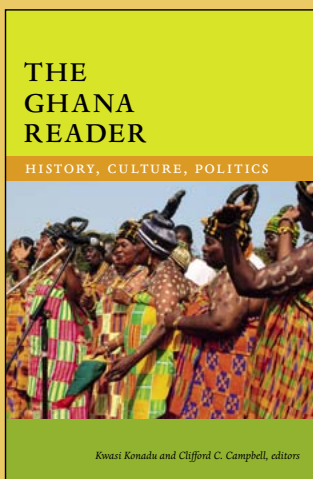 THE
GHANA
READER
HISTORY, CULTURE, POLITICS
Kwasi Konadu and Clifford C. Campbell, editors